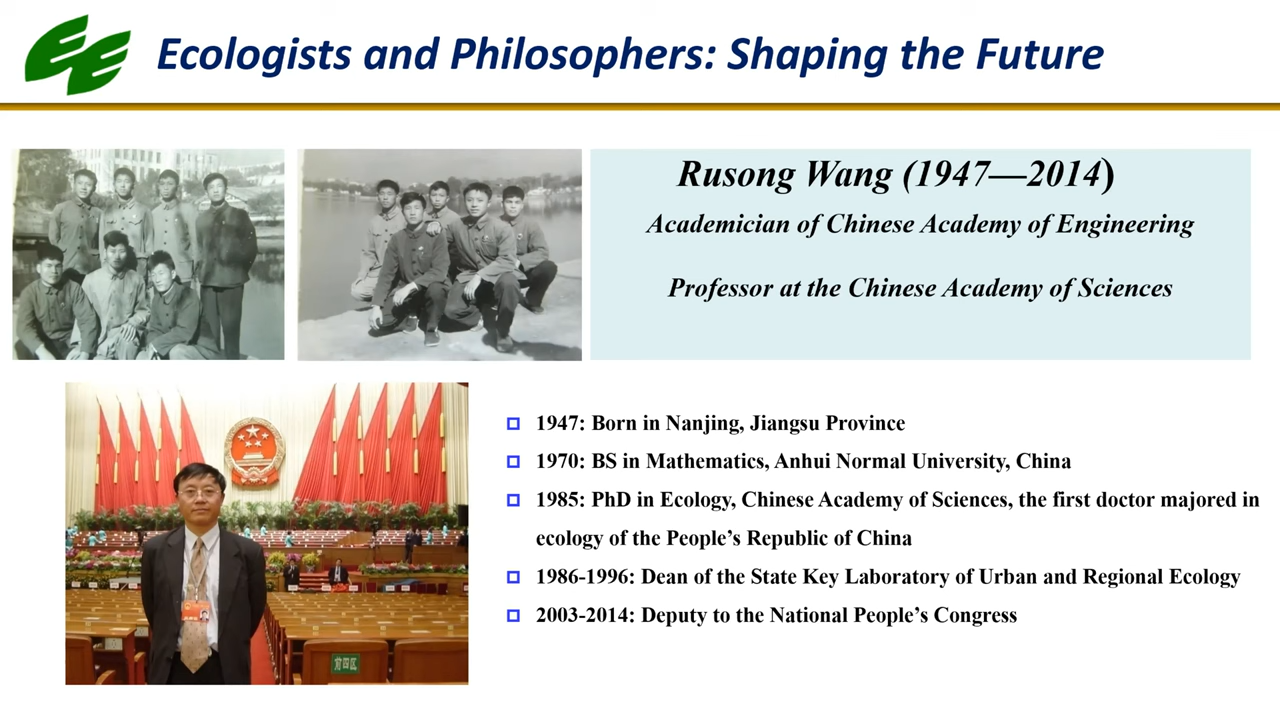 EE
Ecologists and Philosophers: Shaping the Future
Rusong Wang (1947—2014)
Academician of Chinese Academy of Engineering
Professor at the Chinese Academy of Sciences
1947: Born in Nanjing, Jiangsu Province
1970: BS in Mathematics, Anhui Normal University, China
1985: PhD in Ecology, Chinese Academy of Sciences, the first doctor majored in
ecology of the People’s Republic of China
1986-1996: Dean of the State Key Laboratory of Urban and Regional Ecology
2003-2014: Deputy to the National People’s Congress
前四区